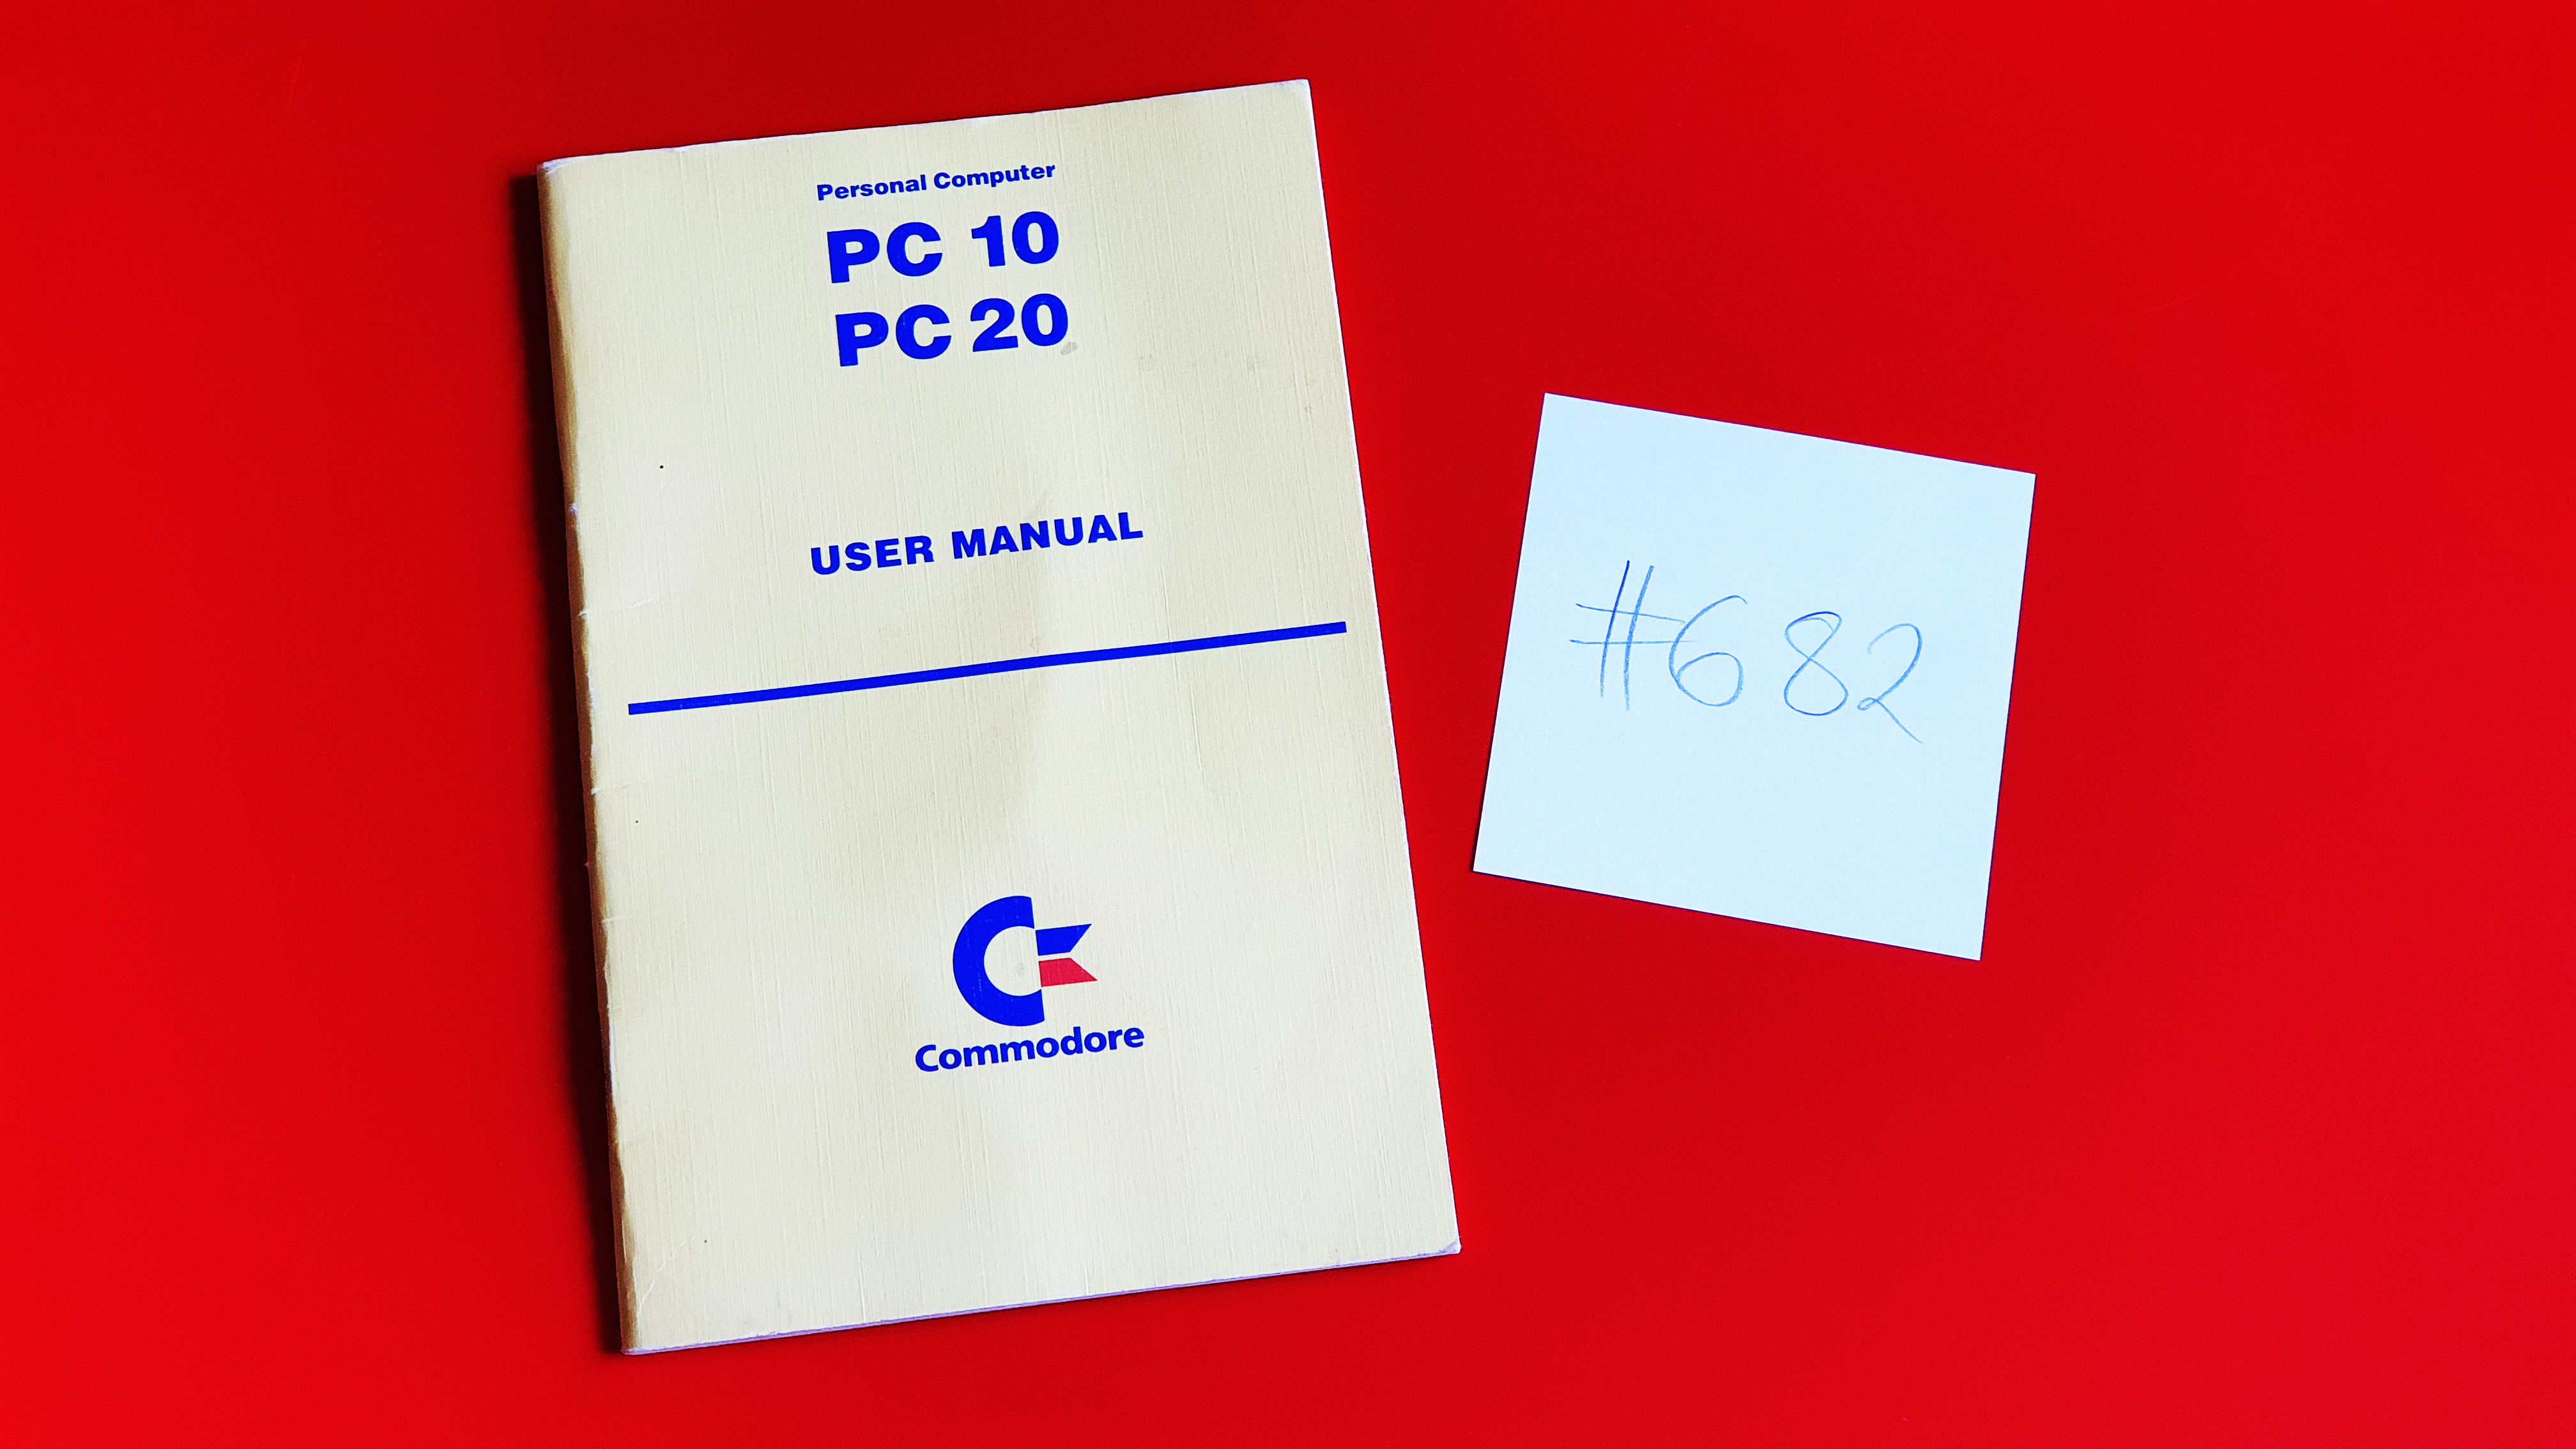 Personal Computer
PC 10
PC 20
USER MANUAL
Commodore
#682